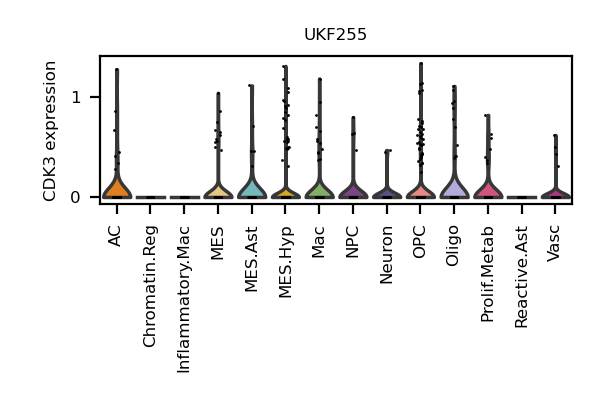 UKF255
CDK3 expression
1
0
AC
Chromatin.Reg
Inflammatory.Mac
MES
MES.Ast
MES.Hyp
Mac
NPC
Neuron
OPC
Oligo
Prolif.Metab
Reactive.Ast
Vasc